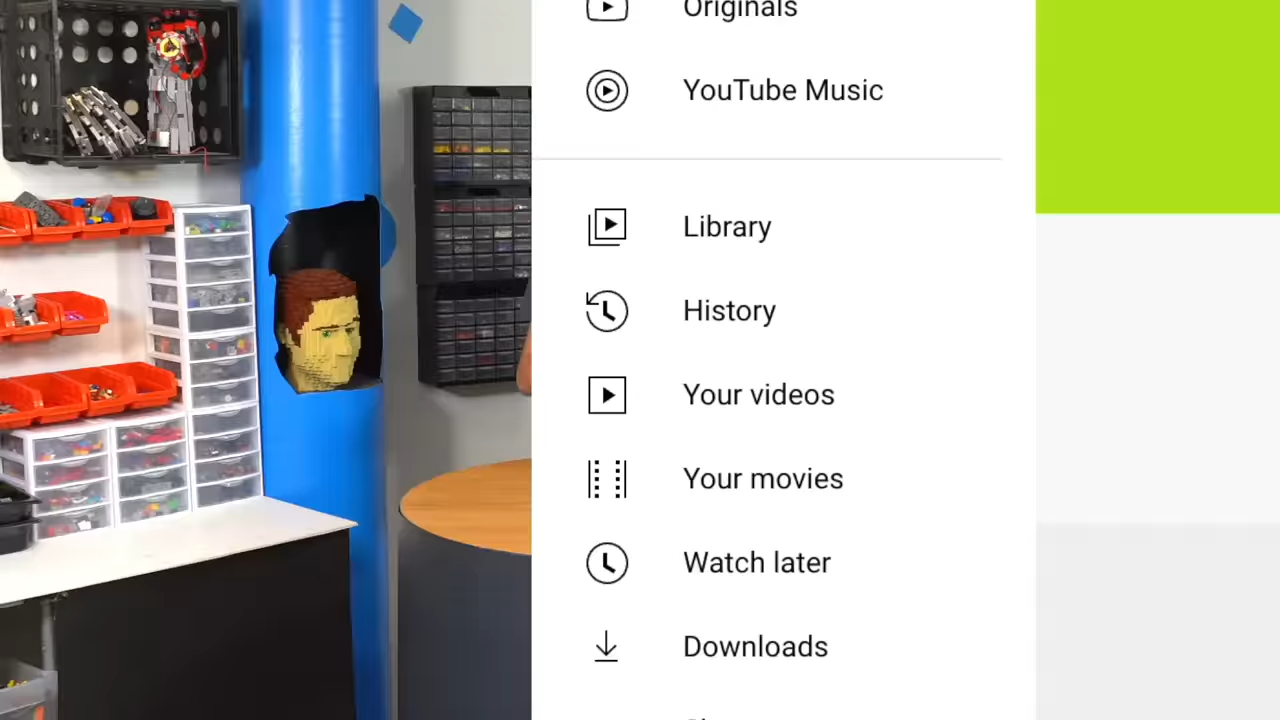 Originals
YouTube Music
Library
History
Your videos
Your movies
Watch later
Downloads